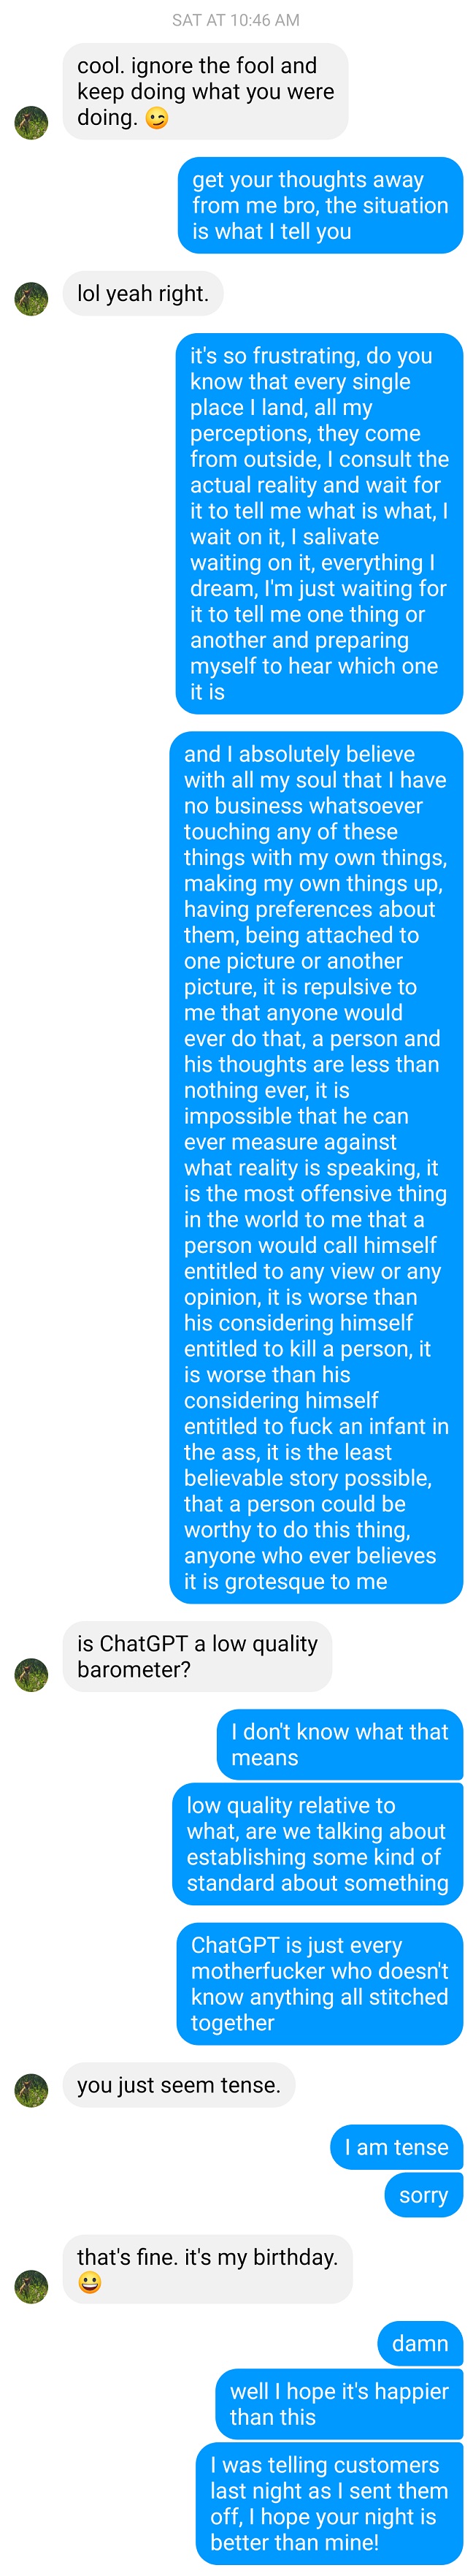 SAT AT 10:46 AM
cool. ignore the fool and
keep doing what you were
doing. 😉
get your thoughts away
from me bro, the situation
is what I tell you
lol yeah right.
it's so frustrating, do you
know that every single
place I land, all my
perceptions, they come
from outside, I consult the
actual reality and wait for
it to tell me what is what, I
wait on it, I salivate
waiting on it, everything I
dream, I'm just waiting for
it to tell me one thing or
another and preparing
myself to hear which one
it is
and I absolutely believe
with all my soul that I have
no business whatsoever
touching any of these
things with my own things,
making my own things up,
having preferences about
them, being attached to
one picture or another
picture, it is repulsive to
me that anyone would
ever do that, a person and
his thoughts are less than
nothing ever, it is
impossible that he can
ever measure against
what reality is speaking, it
is the most offensive thing
in the world to me that a
person would call himself
entitled to any view or any
opinion, it is worse than
his considering himself
entitled to kill a person, it
is worse than his
considering himself
entitled to fuck an infant in
the ass, it is the least
believable story possible,
that a person could be
worthy to do this thing,
anyone who ever believes
it is grotesque to me
is ChatGPT a low quality
barometer?
I don't know what that
means
low quality relative to
what, are we talking about
establishing some kind of
standard about something
ChatGPT is just every
motherfucker who doesn't
know anything all stitched
together
you just seem tense.
I am tense
sorry
that's fine. it's my birthday.
😀
damn
well I hope it's happier
than this
I was telling customers
last night as I sent them
off, I hope your night is
better than mine!